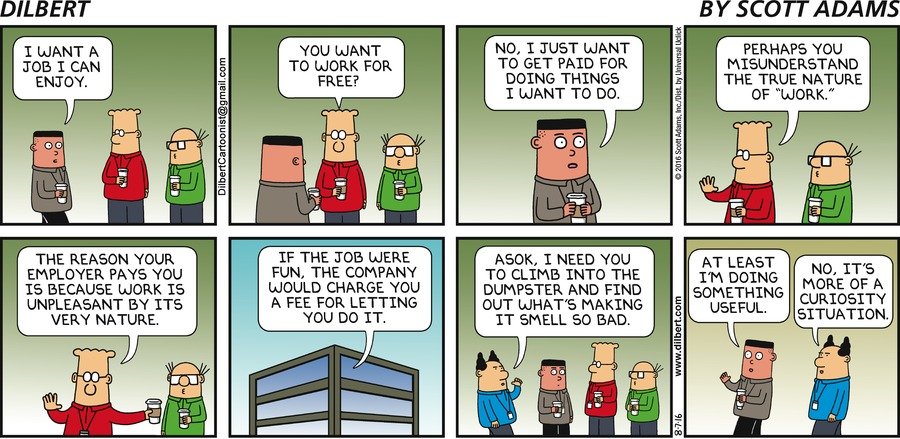 DILBERT
BY SCOTT ADAMS
I WANT A
JOB I CAN
ENJOY.
DilbertCartoonist@gmail.com
YOU WANT
TO WORK FOR
FREE?
NO, I JUST WANT
TO GET PAID FOR
DOING THINGS
I WANT TO DO.
© 2016 Scott Adams, Inc./Dist. by Universal Uclick
PERHAPS YOU
MISUNDERSTAND
THE TRUE NATURE
OF "WORK."
THE REASON YOUR
EMPLOYER PAYS YOU
IS BECAUSE WORK IS
UNPLEASANT BY ITS
VERY NATURE.
IF THE JOB WERE
FUN, THE COMPANY
WOULD CHARGE YOU
A FEE FOR LETTING
YOU DO IT.
ASOK, I NEED YOU
TO CLIMB INTO THE
DUMPSTER AND FIND
OUT WHAT'S MAKING
IT SMELL SO BAD.
8-7-16 www.dilbert.com
AT LEAST
I'M DOING
SOMETHING
USEFUL.
NO, IT'S
MORE OF A
CURIOSITY
SITUATION.